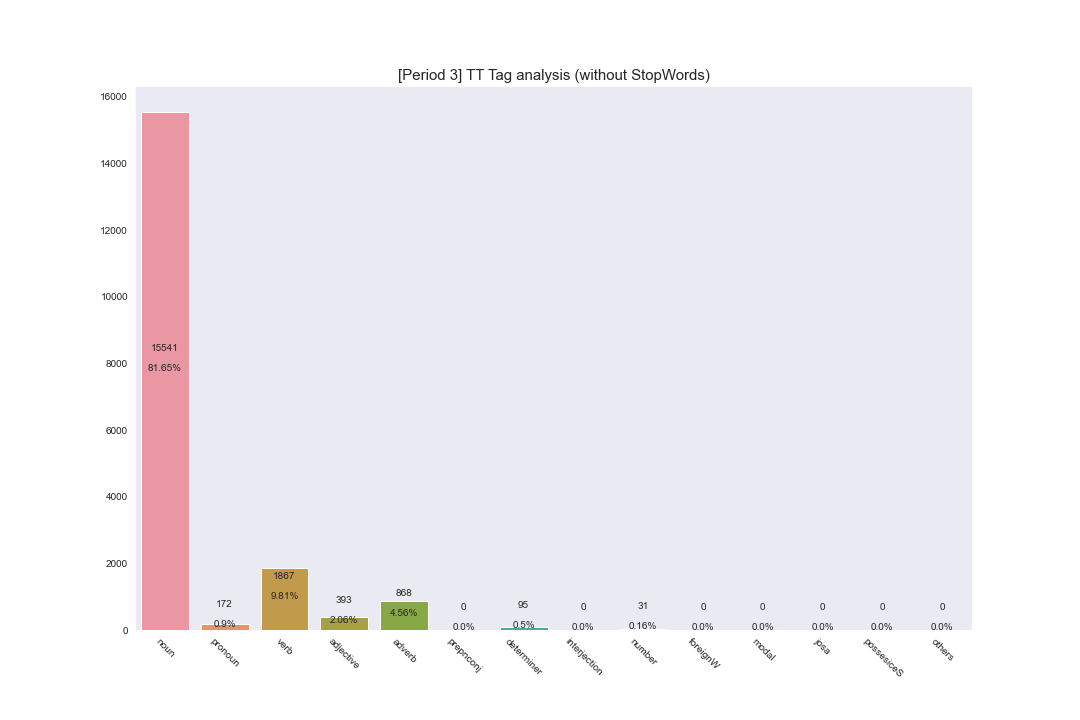 [Period 3] TT Tag analysis (without StopWords)
16000
14000
12000
10000
8000
6000
4000
2000
0
15541
81.65%
172
0.9%
1867
9.81%
393
2.06%
868
4.56%
0
0.0%
95
0.5%
0
0.0%
31
0.16%
0
0.0%
0
0.0%
0
0.0%
0
0.0%
0
0.0%
noun
pronoun
verb
adjective
adverb
prepnconj
determiner
interjection
number
foreignW
modal
josa
possesiceS
others